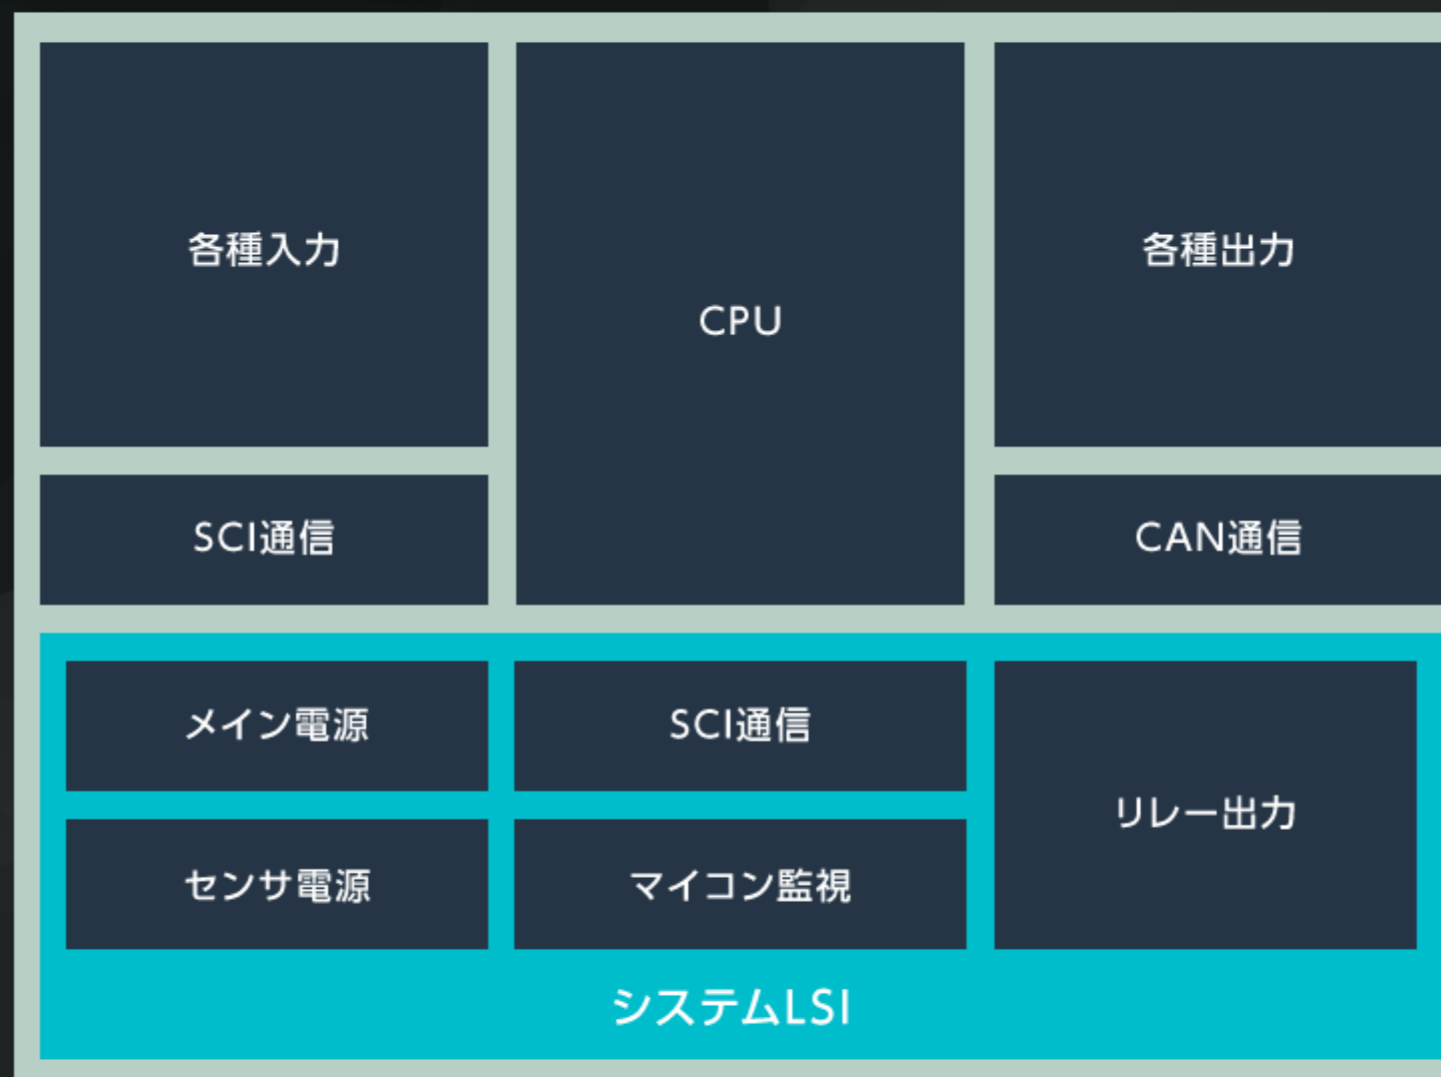 各種入力
CPU
各種出力
SCI通信
CAN通信
メイン電源
SCI通信
リレー出力
センサ電源
マイコン監視
システムLSI